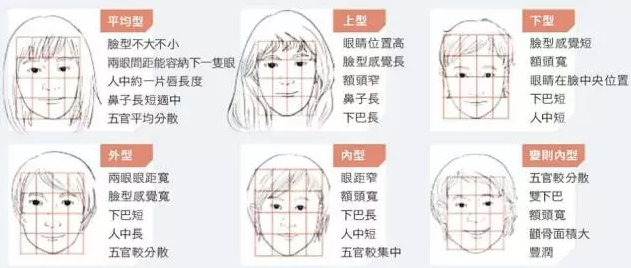 平均型
臉型不大不小
兩眼間距能容納下一隻眼
人中約一片唇長度
鼻子長短適中
五官平均分散
上型
眼睛位置高
臉型感覺長
額頭窄
鼻子長
下巴長
下型
臉型感覺短
額頭寬
眼睛在臉中央位置
下巴短
人中短
外型
兩眼眼距寬
臉型感覺寬
下巴短
人中長
五官較分散
內型
眼距窄
額頭寬
下巴長
人中短
五官較集中
變則內型
五官較分散
雙下巴
額頭寬
顴骨面積大
豐潤